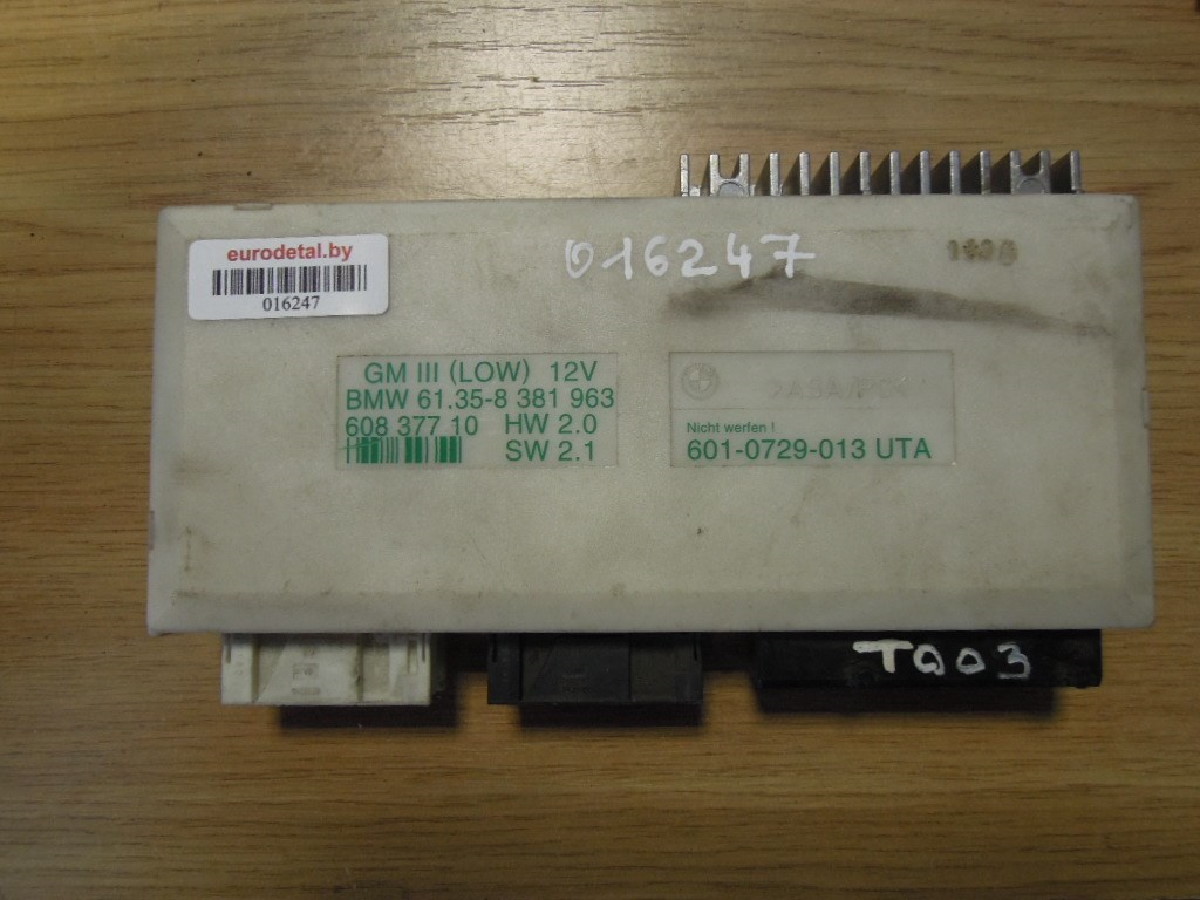 eurodetal.by
016247
016247
GM III (LOW) 12V
BMW 61.35-8 381 963
608 377 10 HW 2.0
SW 2.1
Nicht werfen !
601-0729-013 UTA
T003